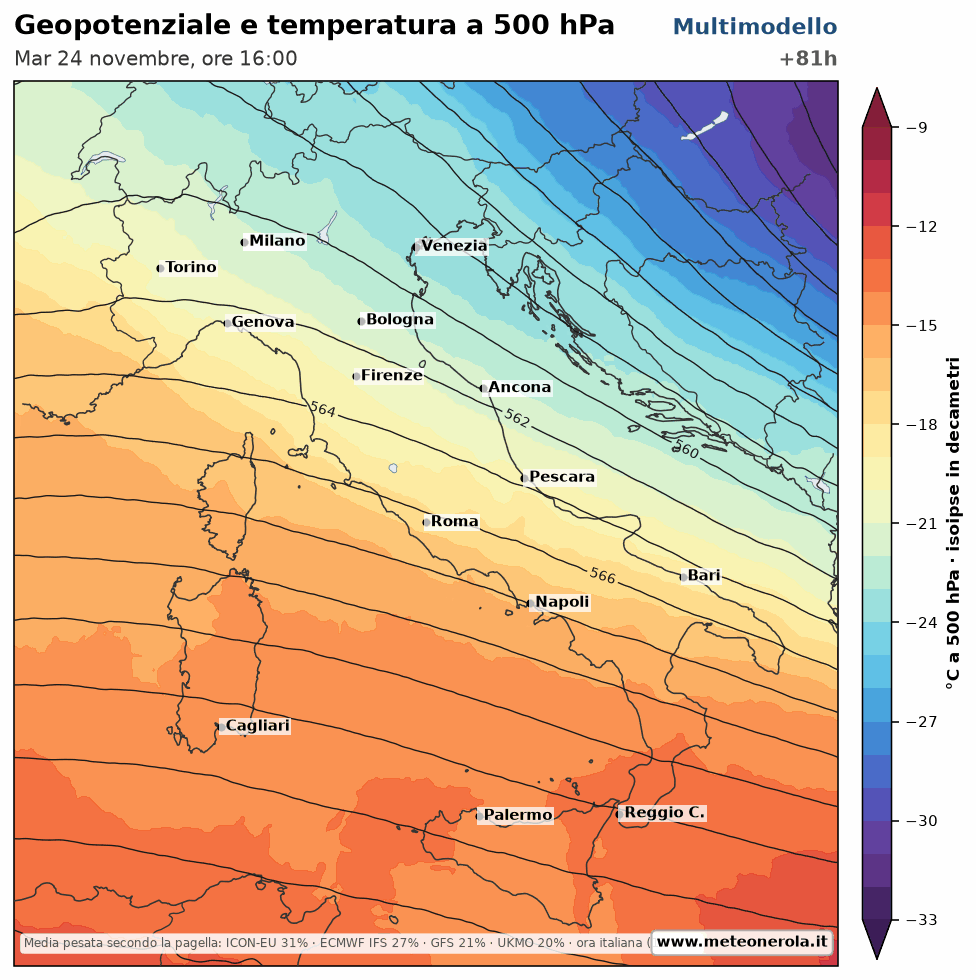 Geopotenziale e temperatura a 500 hPa
Multimodello
Mar 24 novembre, ore 16:00
+81h
Milano
Venezia
Torino
Genova
Bologna
Firenze
Ancona
564
562
560
Pescara
Roma
566
Bari
Napoli
Cagliari
Palermo
Reggio C.
−9
−12
−15
−18
−21
−24
−27
−30
−33
°C a 500 hPa · isoipse in decametri
Media pesata secondo la pagella: ICON-EU 31% · ECMWF IFS 27% · GFS 21% · UKMO 20% · ora italiana (
www.meteonerola.it